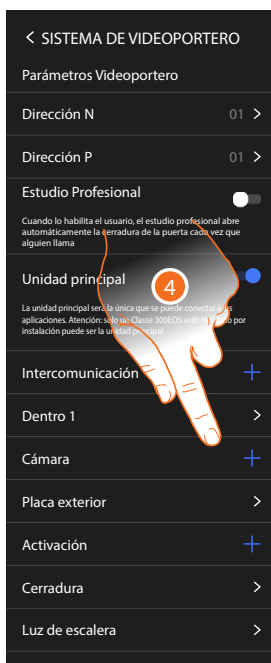 < SISTEMA DE VIDEOPORTERO
Parámetros Videoportero
Dirección N 01 >
Dirección P 01 >
Estudio Profesional
Cuando lo habilita el usuario, el estudio profesional abre
automáticamente la cerradura de la puerta cada vez que
alguien llama
Unidad principal
4
La unidad principal será la única que se puede conectar a las
aplicaciones. Atención: solo un Classe 300EOS with por
instalación puede ser la unidad principal
Intercomunicación +
Dentro 1 >
Cámara +
Placa exterior >
Activación +
Cerradura >
Luz de escalera >